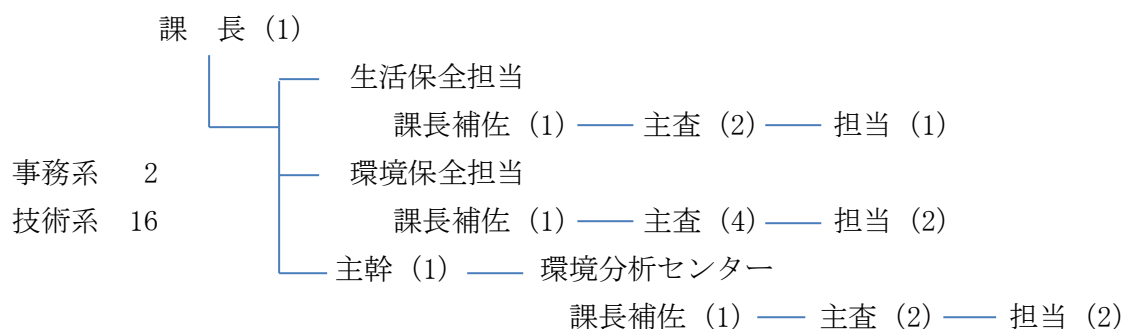 課　長（1）
生活保全担当
課長補佐（1）　主査（2）　担当（1）
事務系　2　環境保全担当
技術系　16　課長補佐（1）　主査（4）　担当（2）
主幹（1）　環境分析センター
課長補佐（1）　主査（2）　担当（2）